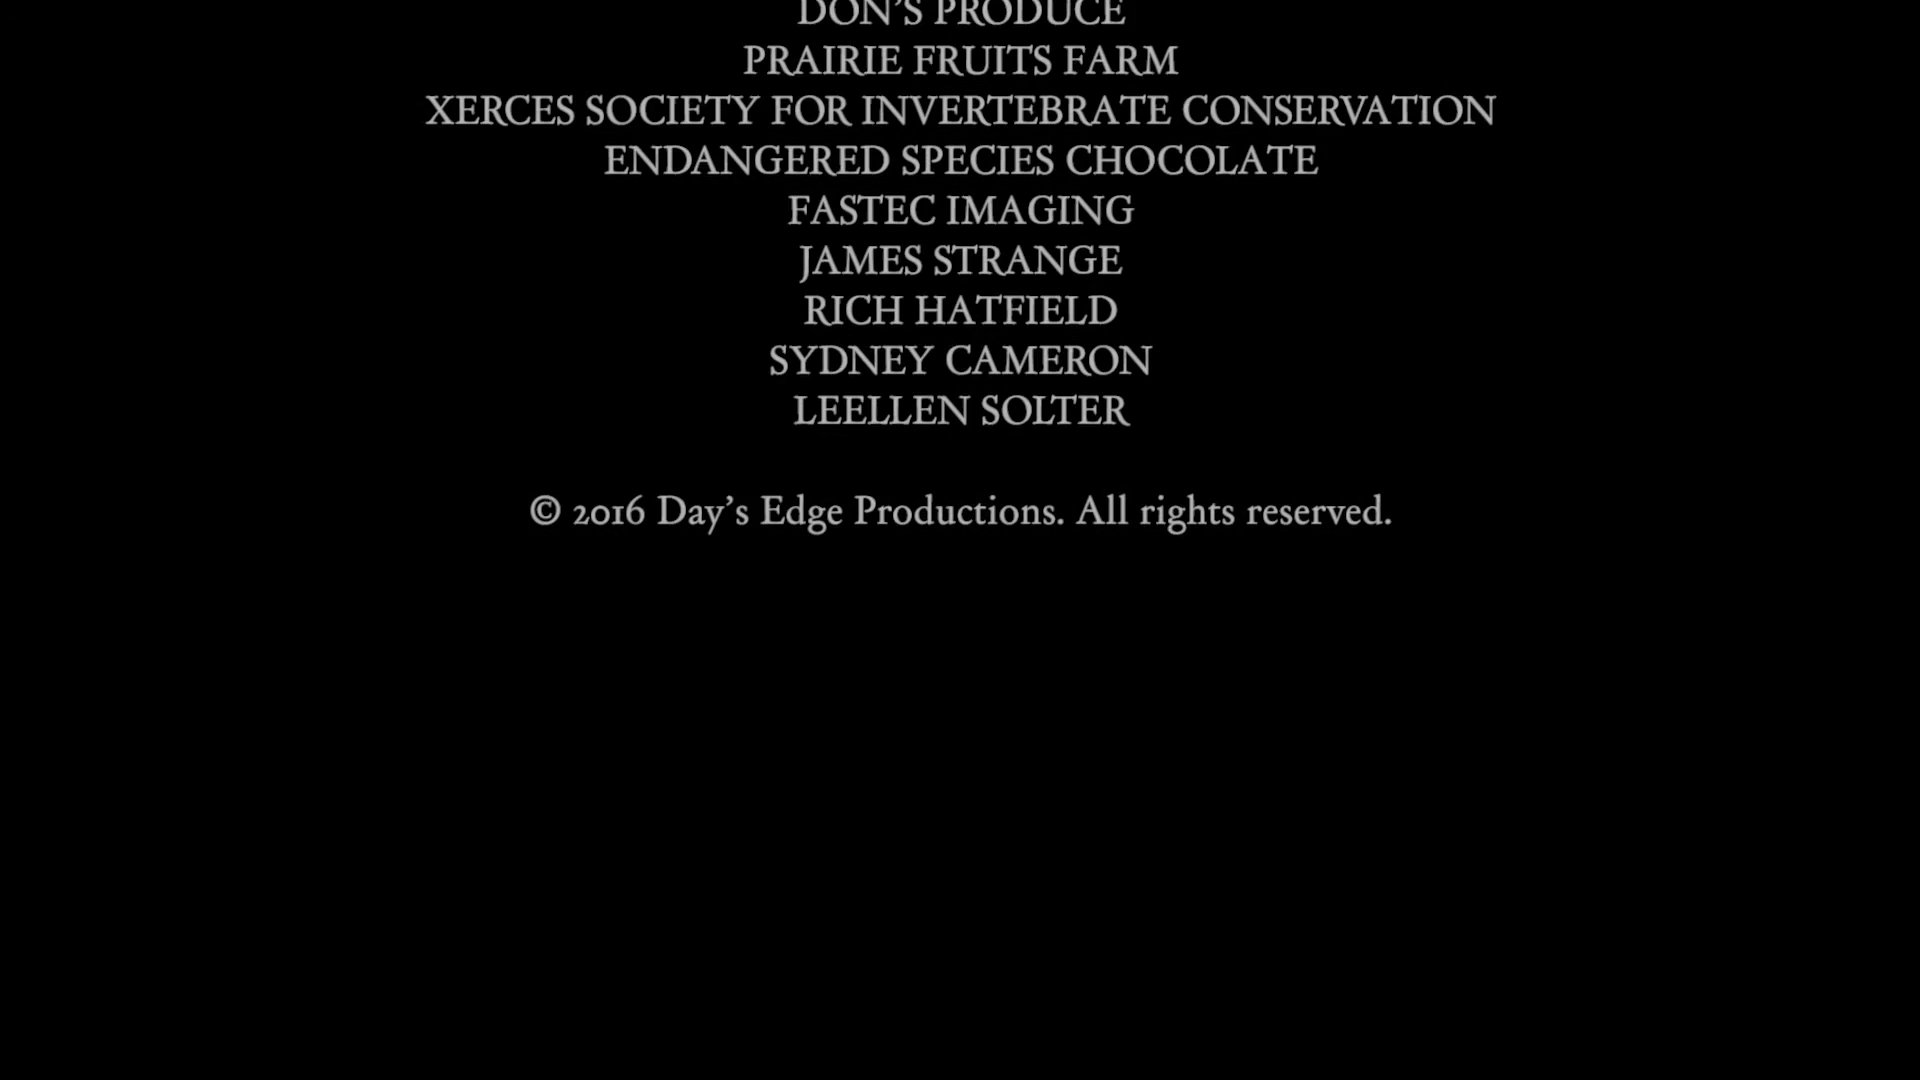 DON'S PRODUCE
PRAIRIE FRUITS FARM
XERCES SOCIETY FOR INVERTEBRATE CONSERVATION
ENDANGERED SPECIES CHOCOLATE
FASTEC IMAGING
JAMES STRANGE
RICH HATFIELD
SYDNEY CAMERON
LEELLEN SOLTER
© 2016 Day's Edge Productions. All rights reserved.